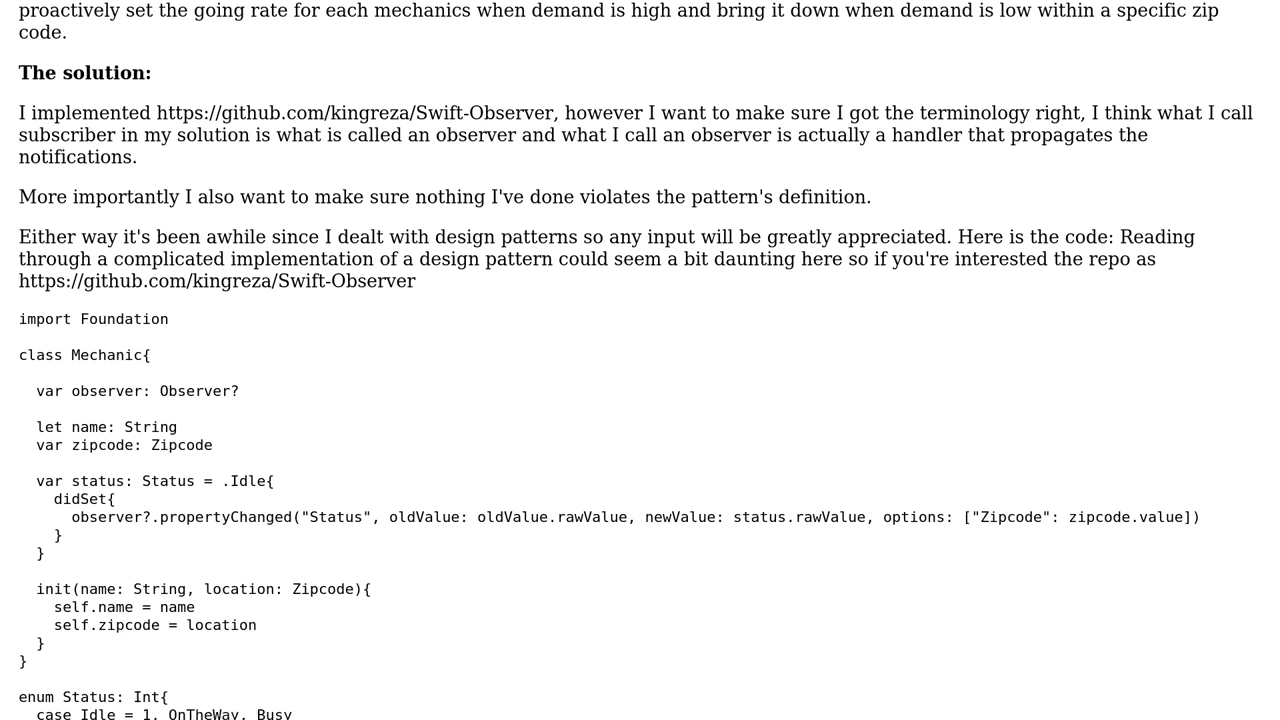 proactively set the going rate for each mechanics when demand is high and bring it down when demand is low within a specific zip
code.
The solution:
I implemented https://github.com/kingreza/Swift-Observer, however I want to make sure I got the terminology right, I think what I call
subscriber in my solution is what is called an observer and what I call an observer is actually a handler that propagates the
notifications.
More importantly I also want to make sure nothing I've done violates the pattern's definition.
Either way it's been awhile since I dealt with design patterns so any input will be greatly appreciated. Here is the code: Reading
through a complicated implementation of a design pattern could seem a bit daunting here so if you're interested the repo as
https://github.com/kingreza/Swift-Observer
import Foundation
class Mechanic{
  var observer: Observer?
  let name: String
  var zipcode: Zipcode
  var status: Status = .Idle{
    didSet{
      observer?.propertyChanged("Status", oldValue: oldValue.rawValue, newValue: status.rawValue, options: ["Zipcode": zipcode.value])
    }
  }
  init(name: String, location: Zipcode){
    self.name = name
    self.zipcode = location
  }
}
enum Status: Int{
  case Idle = 1, OnTheWay, Busy